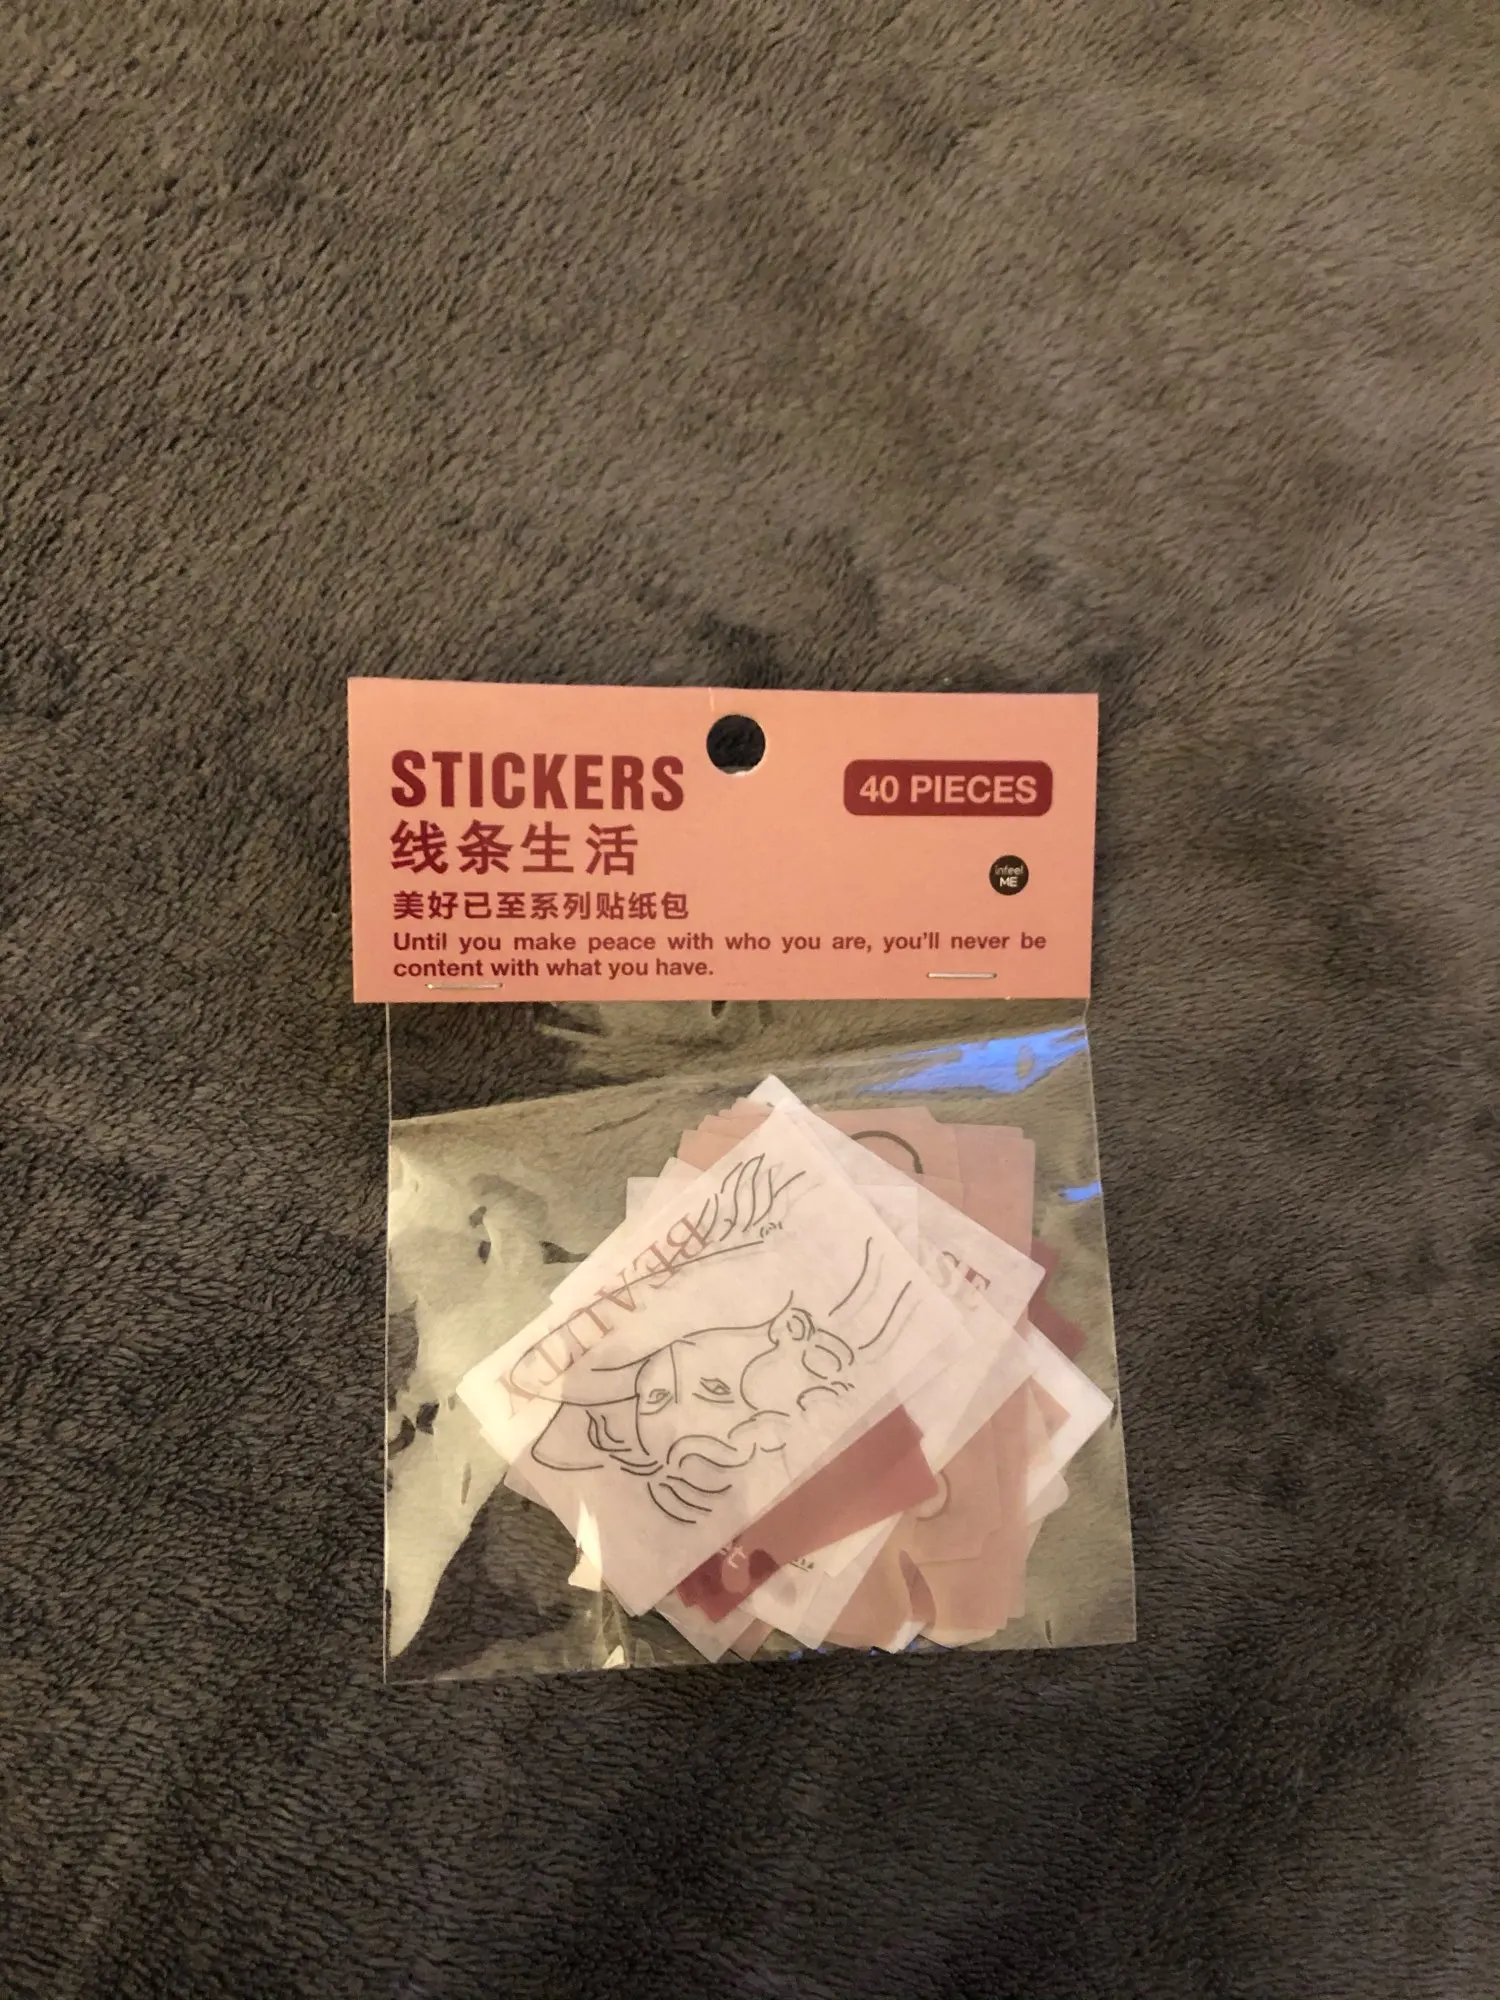 STICKERS
40 PIECES
线条生活
infeel
ME
美好已至系列贴纸包
Until you make peace with who you are, you'll never be
content with what you have.
BEAUTY
SE